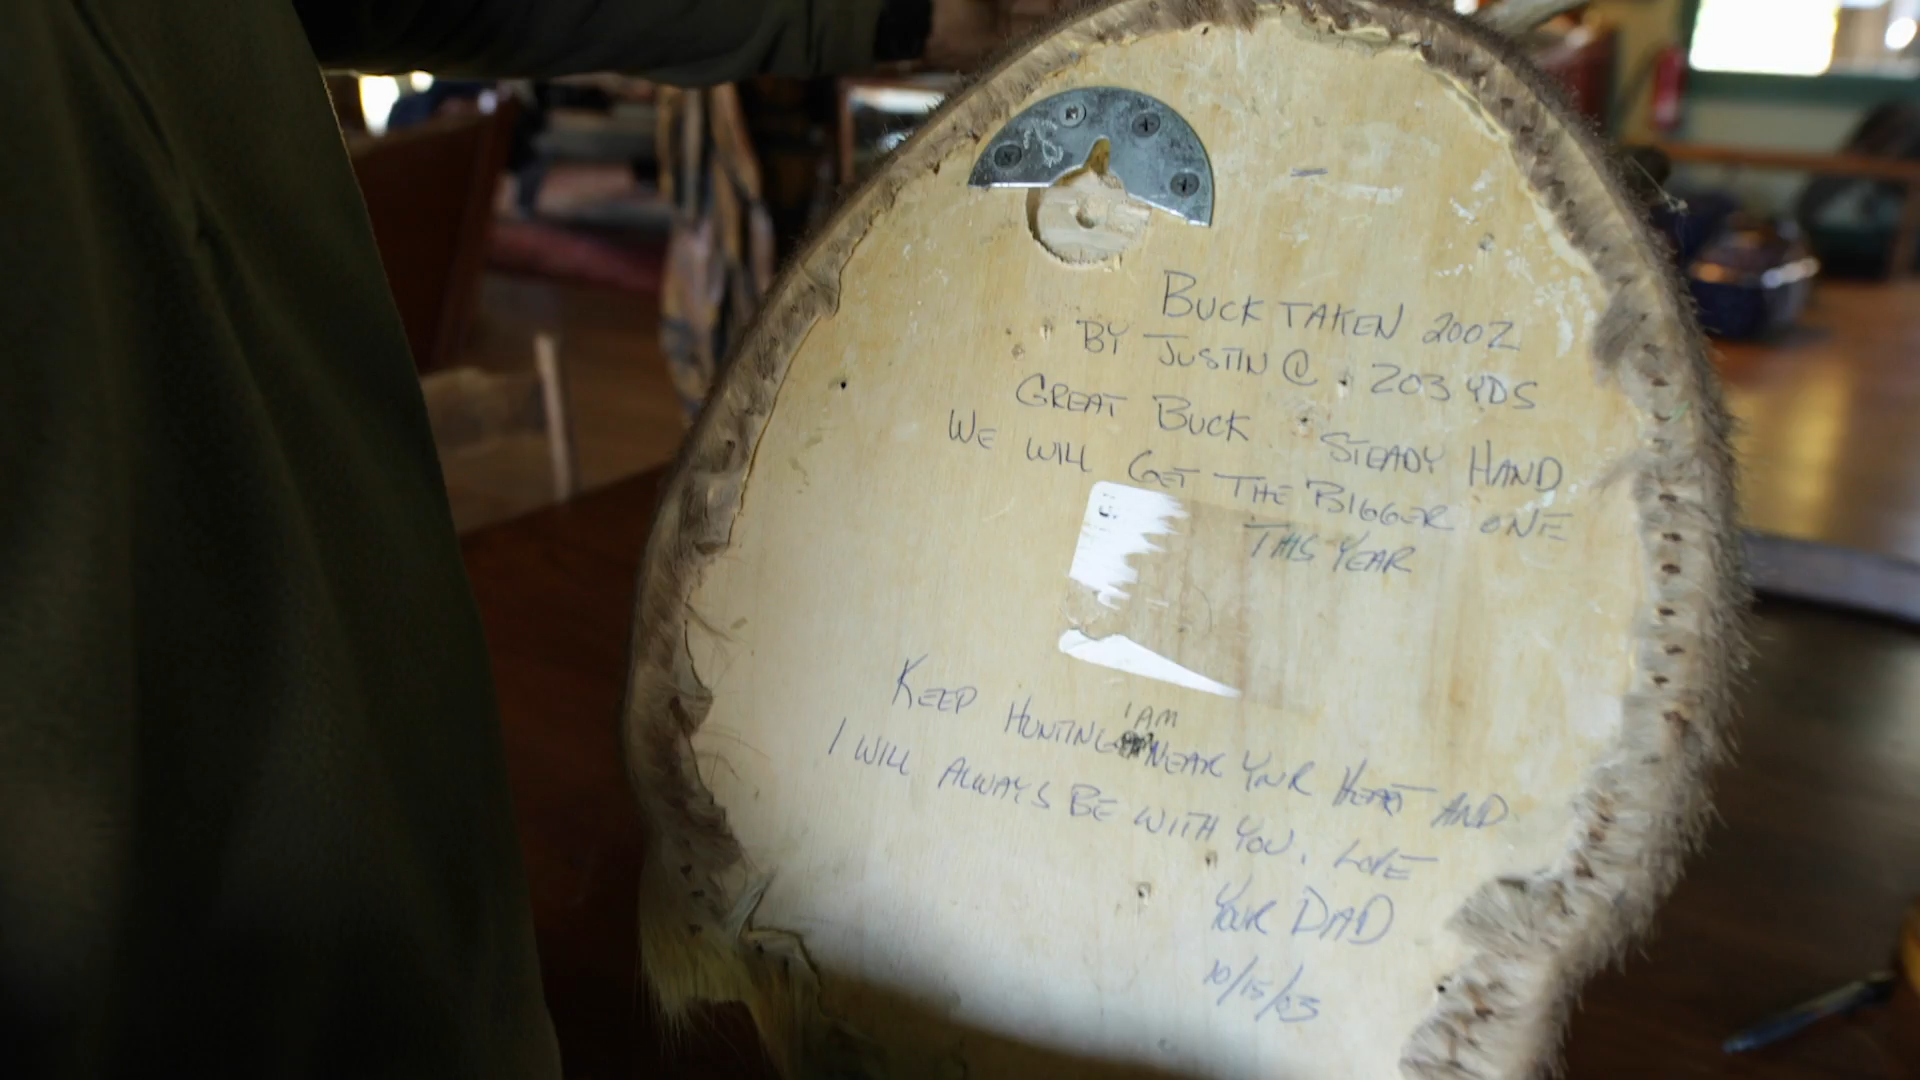 BUCK TAKEN 2002
BY JUSTIN @ 203 YDS
GREAT BUCK STEADY HAND
WE WILL GET THE BIGGER ONE
THIS YEAR
I AM
KEEP HUNTING NEAR YOUR HEART AND
I WILL ALWAYS BE WITH YOU. LOVE
YOUR DAD
10/15/03